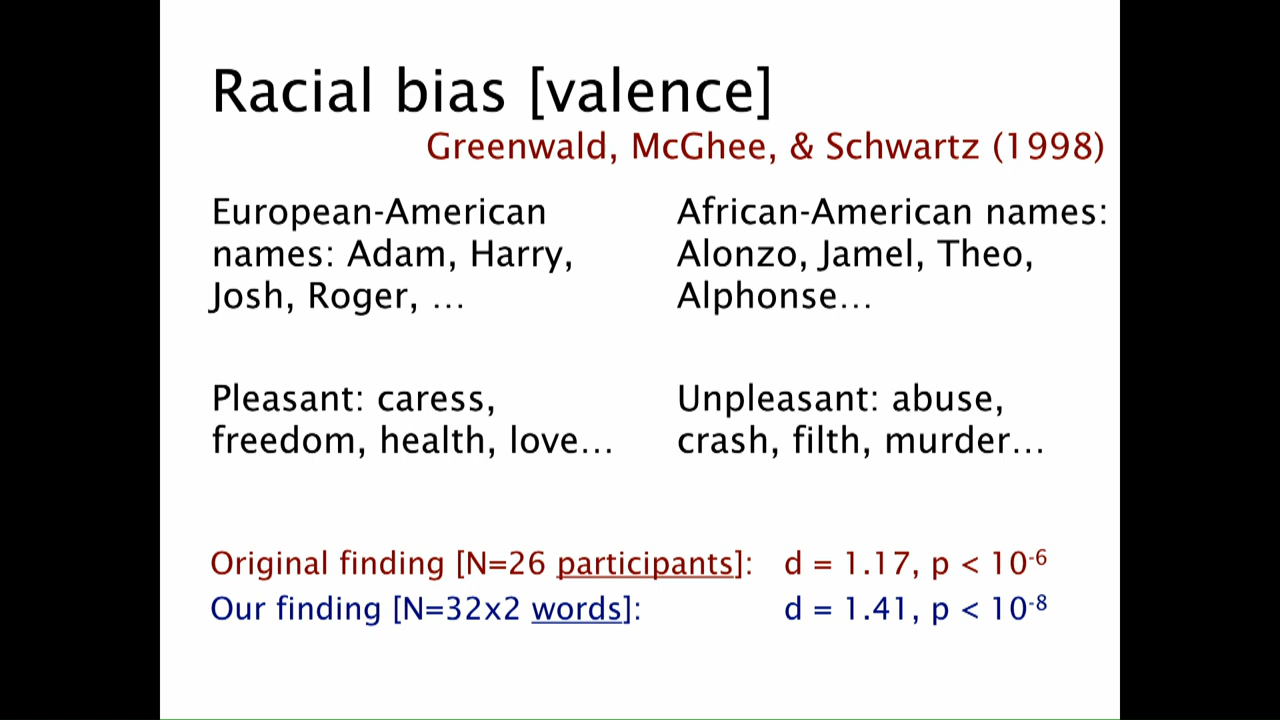 Racial bias [valence]
Greenwald, McGhee, & Schwartz (1998)
European-American
names: Adam, Harry,
Josh, Roger, …
African-American names:
Alonzo, Jamel, Theo,
Alphonse…
Pleasant: caress,
freedom, health, love…
Unpleasant: abuse,
crash, filth, murder…
Original finding [N=26 participants]: d = 1.17, p < 10⁻⁶
Our finding [N=32x2 words]: d = 1.41, p < 10⁻⁸